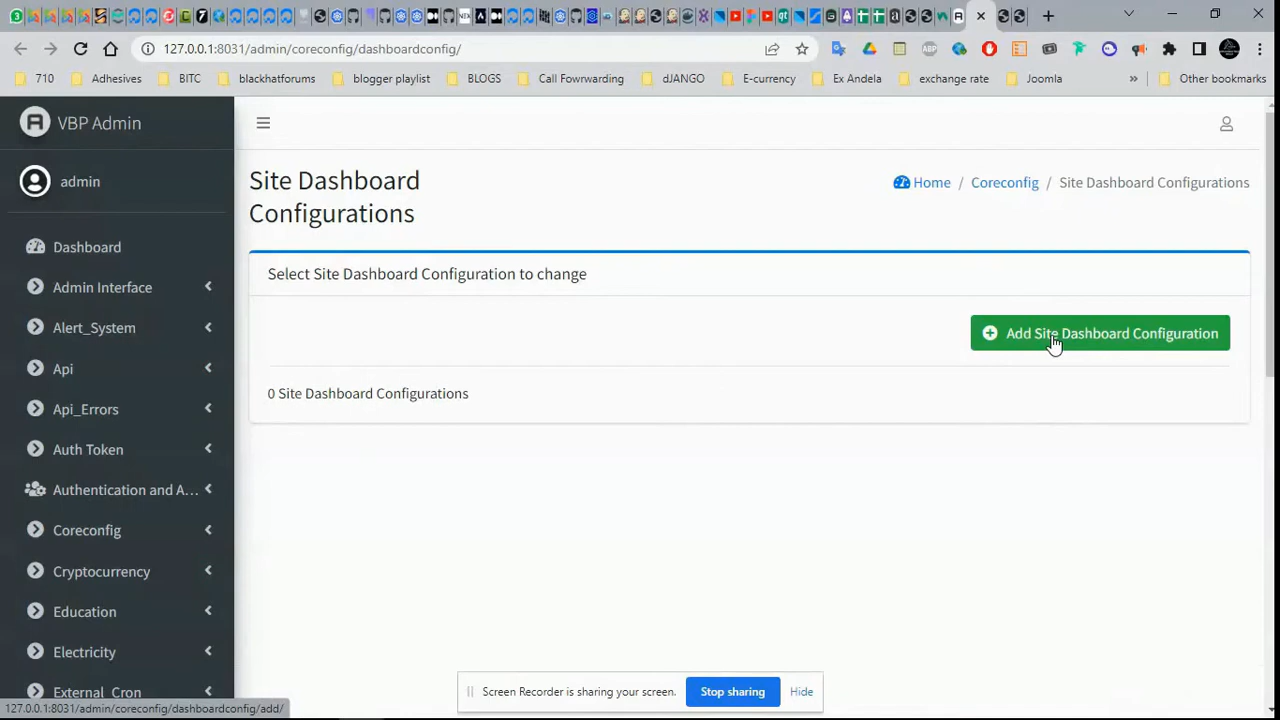 127.0.0.1:8031/admin/coreconfig/dashboardconfig/
710
Adhesives
BITC
blackhatforums
blogger playlist
BLOGS
Call Fowrwarding
dJANGO
E-currency
Ex Andela
exchange rate
Joomla
»
Other bookmarks
VBP Admin
admin
Dashboard
Admin Interface
Alert_System
Api
Api_Errors
Auth Token
Authentication and A...
Coreconfig
Cryptocurrency
Education
Electricity
External_Cron
Site Dashboard
Configurations
Home / Coreconfig / Site Dashboard Configurations
Select Site Dashboard Configuration to change
Add Site Dashboard Configuration
0 Site Dashboard Configurations
Screen Recorder is sharing your screen.
Stop sharing
Hide
127.0.0.1:8031/admin/coreconfig/dashboardconfig/add/